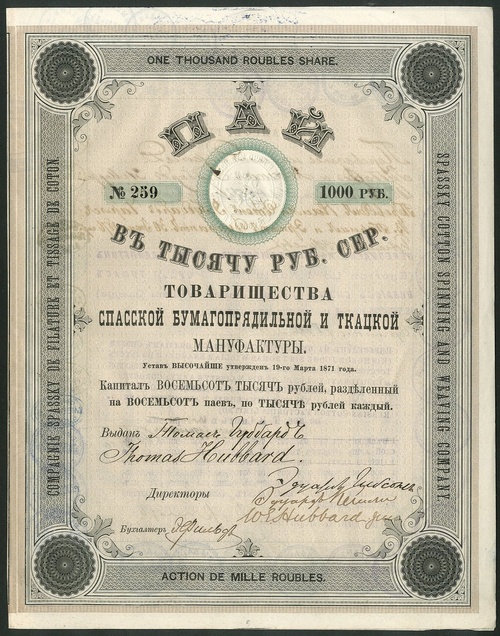 ONE THOUSAND ROUBLES SHARE.
ПАЙ
№ 259
1000 РУБ.
ВЪ ТЫСЯЧУ РУБ. СЕР.
ТОВАРИЩЕСТВА
СПАССКОЙ БУМАГОПРЯДИЛЬНОЙ И ТКАЦКОЙ
МАНУФАКТУРЫ.
Уставъ ВЫСОЧАЙШЕ утвержденъ 19-го Марта 1871 года.
Капиталъ ВОСЕМЬСОТЪ ТЫСЯЧЪ рублей, раздѣленный
на ВОСЕМЬСОТЪ паевъ, по ТЫСЯЧѢ рублей каждый.
Выданъ Томасъ Губбардъ
Thomas Hubbard.
Директоры
Эдуардъ
Эдуардъ
W E Hubbard
Бухгалтеръ
COMPAGNIE SPASSKY DE FILATURE ET TISSAGE DE COTON.
SPASSKY COTTON SPINNING AND WEAVING COMPANY.
ACTION DE MILLE ROUBLES.